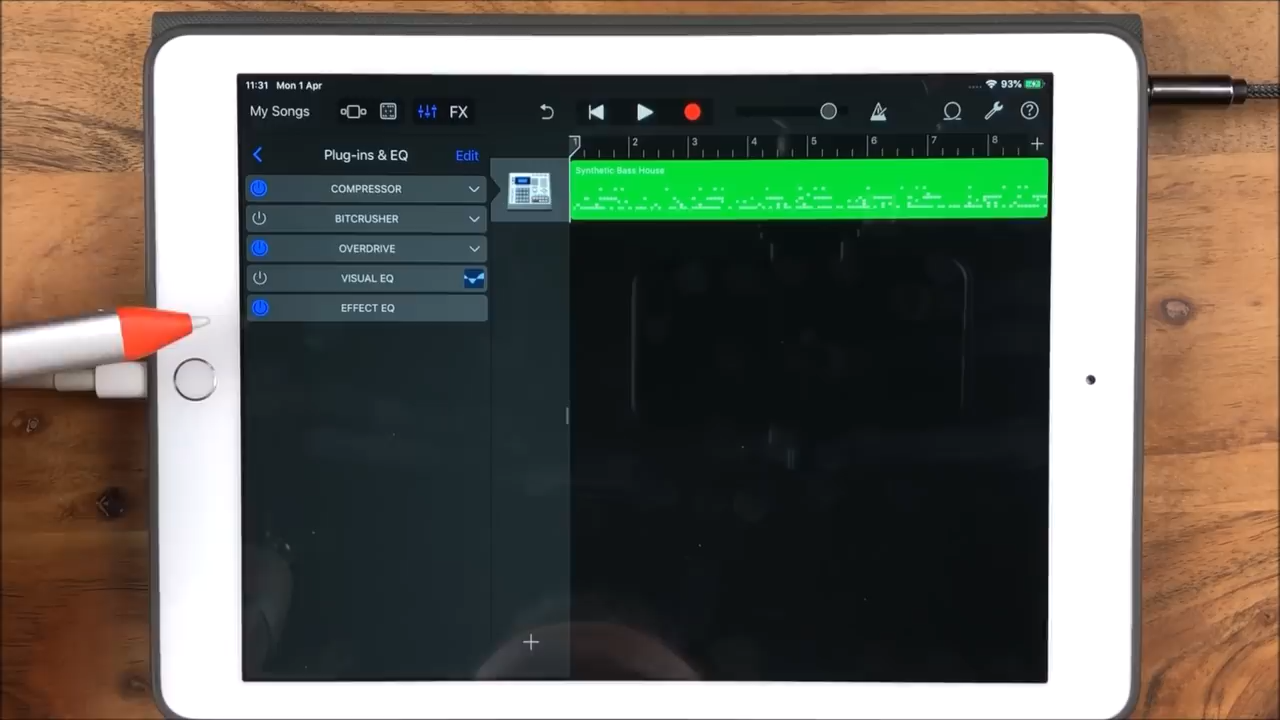 11:31 Mon 1 Apr
93%
My Songs
FX
Plug-ins & EQ
Edit
1 2 3 4 5 6 7 8
COMPRESSOR
BITCRUSHER
OVERDRIVE
VISUAL EQ
EFFECT EQ
Synthetic Bass House